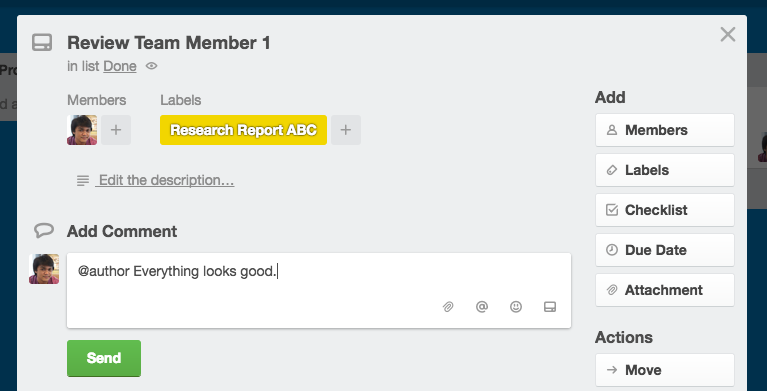 Review Team Member 1
in list Done
Members
Labels
Research Report ABC
Edit the description…
Add Comment
@author Everything looks good.
Send
Add
Members
Labels
Checklist
Due Date
Attachment
Actions
Move